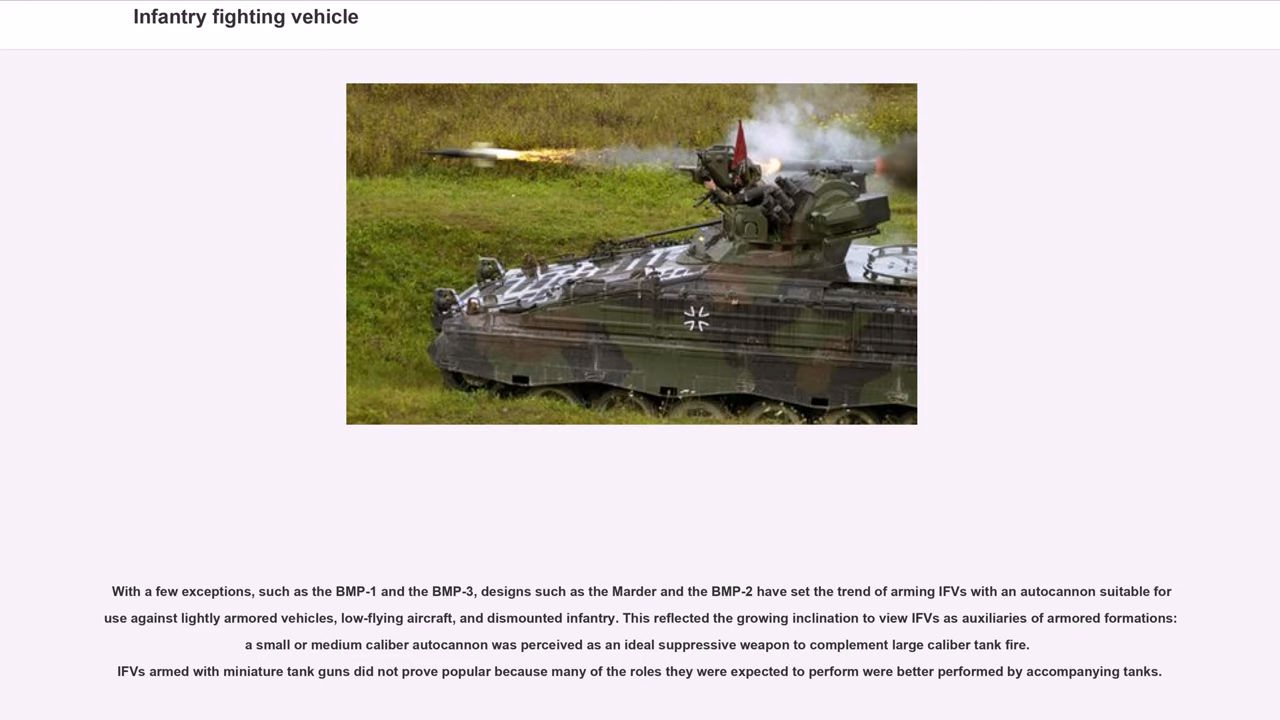 Infantry fighting vehicle
With a few exceptions, such as the BMP-1 and the BMP-3, designs such as the Marder and the BMP-2 have set the trend of arming IFVs with an autocannon suitable for
use against lightly armored vehicles, low-flying aircraft, and dismounted infantry. This reflected the growing inclination to view IFVs as auxiliaries of armored formations:
a small or medium caliber autocannon was perceived as an ideal suppressive weapon to complement large caliber tank fire.
IFVs armed with miniature tank guns did not prove popular because many of the roles they were expected to perform were better performed by accompanying tanks.